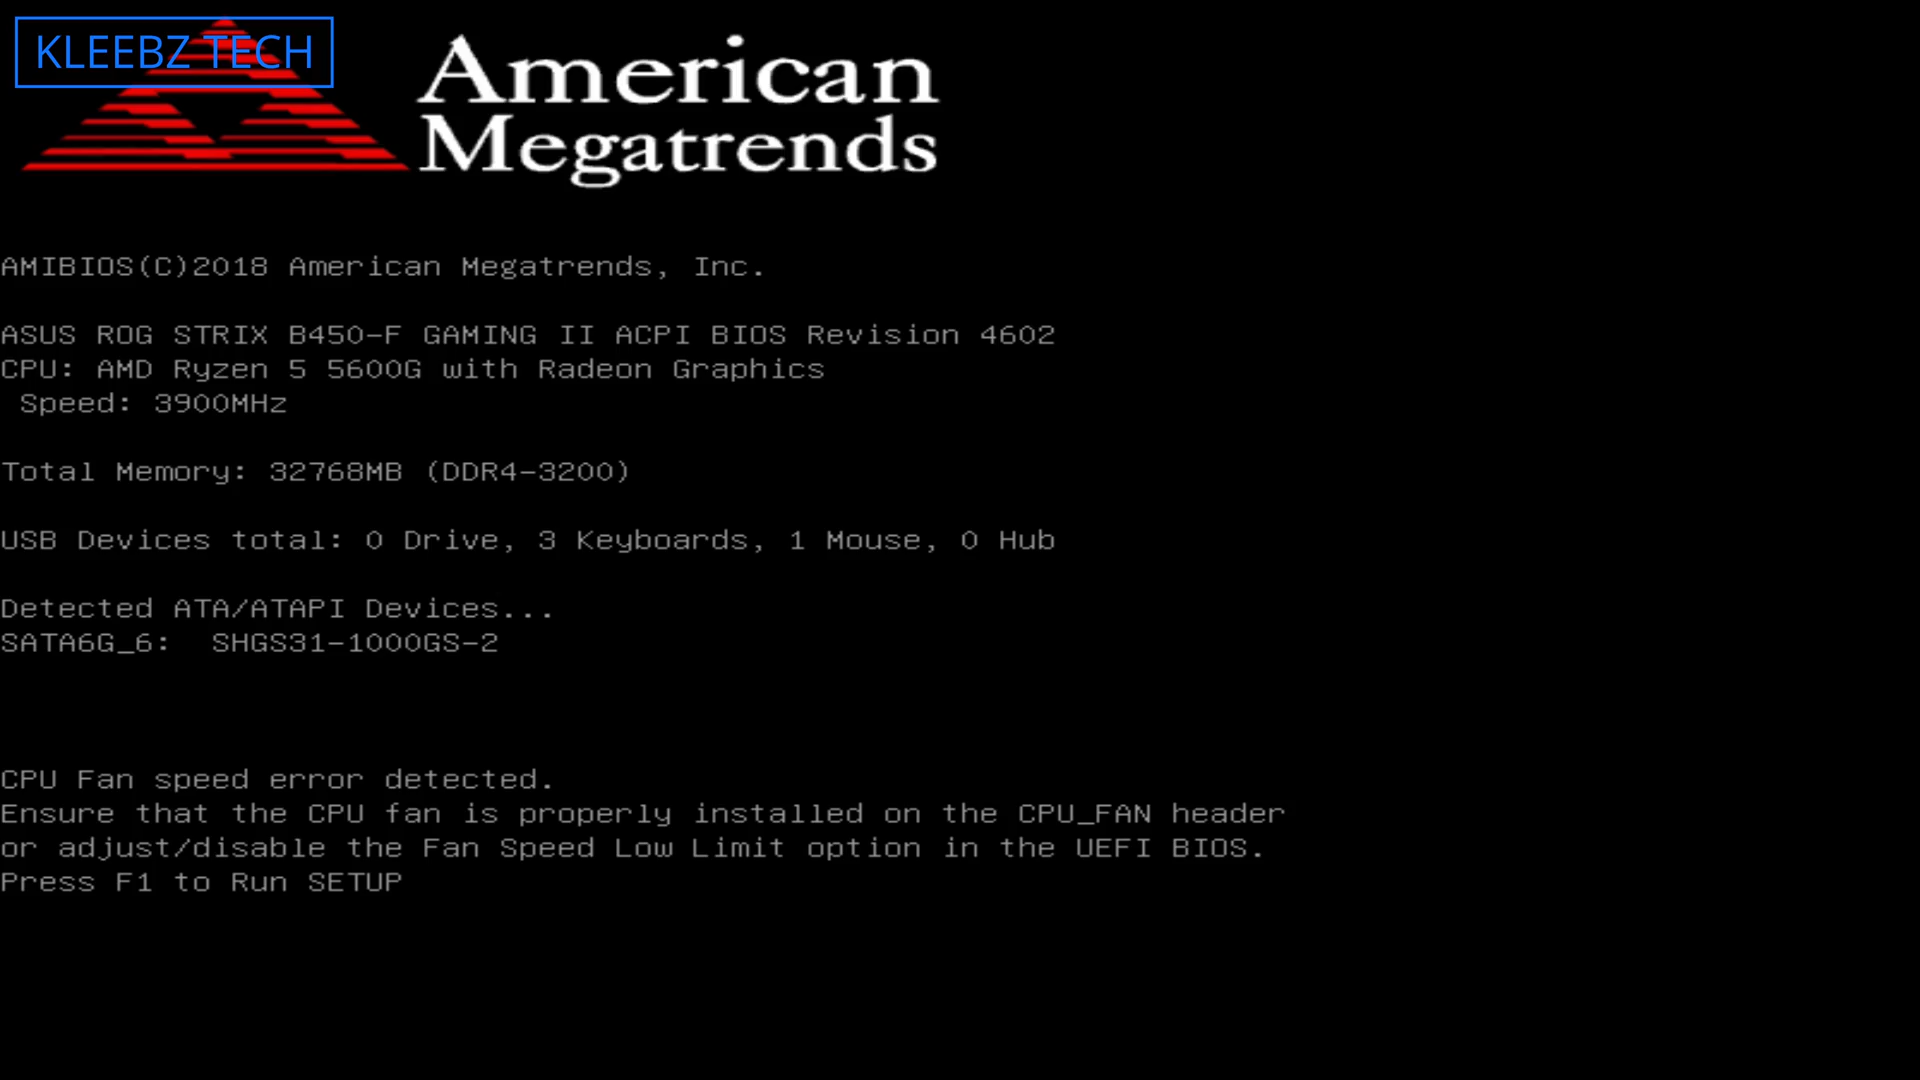 KLEEBZ TECH
American
Megatrends
AMIBIOS(C)2018 American Megatrends, Inc.
ASUS ROG STRIX B450-F GAMING II ACPI BIOS Revision 4602
CPU: AMD Ryzen 5 5600G with Radeon Graphics
Speed: 3900MHz
Total Memory: 32768MB (DDR4-3200)
USB Devices total: 0 Drive, 3 Keyboards, 1 Mouse, 0 Hub
Detected ATA/ATAPI Devices...
SATA6G_6: SHGS31-1000GS-2
CPU Fan speed error detected.
Ensure that the CPU fan is properly installed on the CPU_FAN header
or adjust/disable the Fan Speed Low Limit option in the UEFI BIOS.
Press F1 to Run SETUP